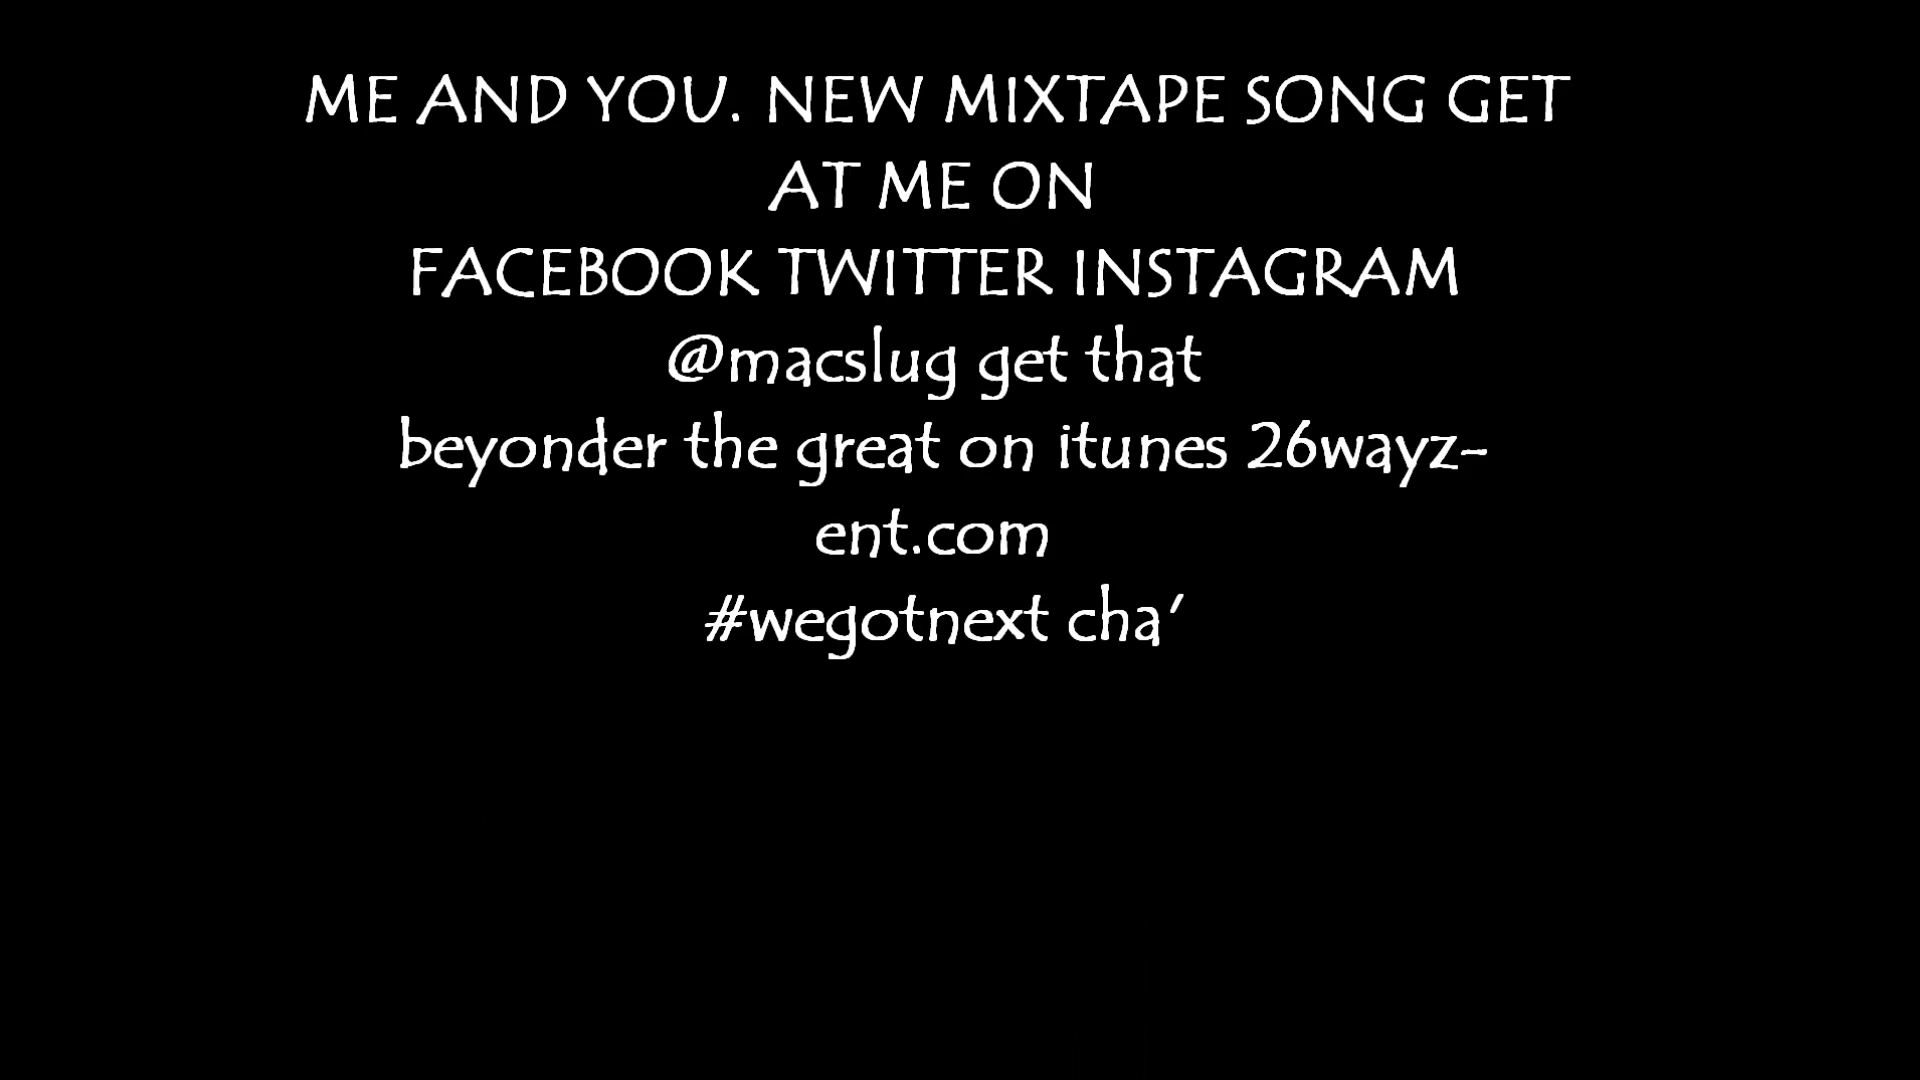 ME AND YOU. NEW MIXTAPE SONG GET
AT ME ON
FACEBOOK TWITTER INSTAGRAM
@macslug get that
beyonder the great on itunes 26wayz-
ent.com
#wegotnext cha'